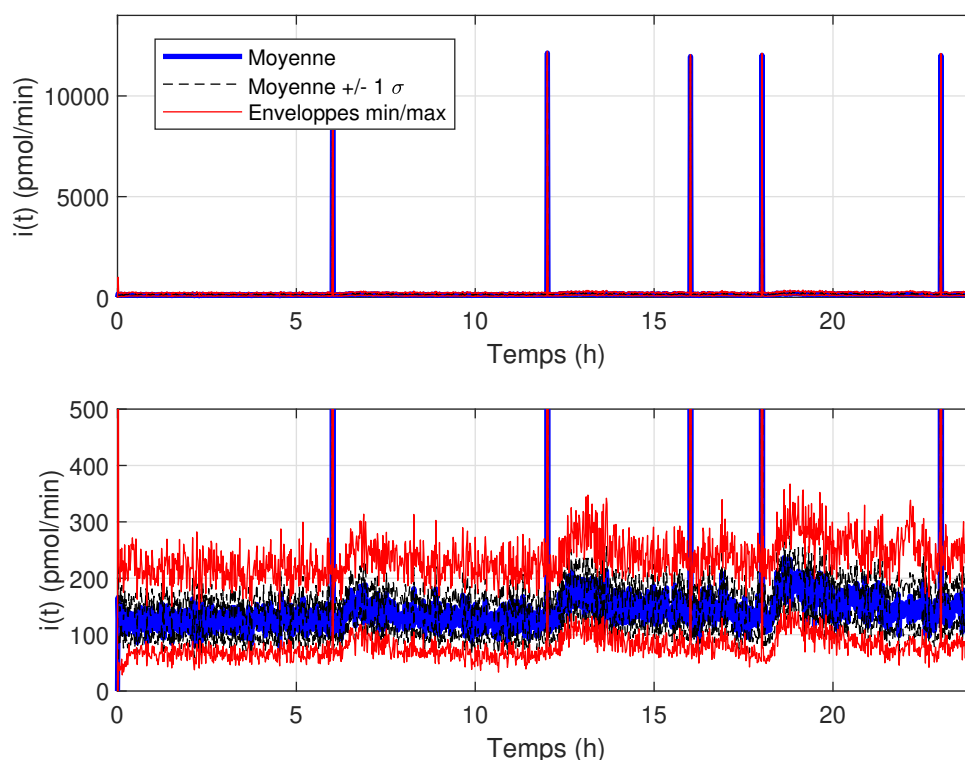 i(t) (pmol/min)
10000
5000
0
Moyenne
Moyenne +/- 1 σ
Enveloppes min/max
0 5 10 15 20
Temps (h)
i(t) (pmol/min)
500
400
300
200
100
0
0 5 10 15 20
Temps (h)